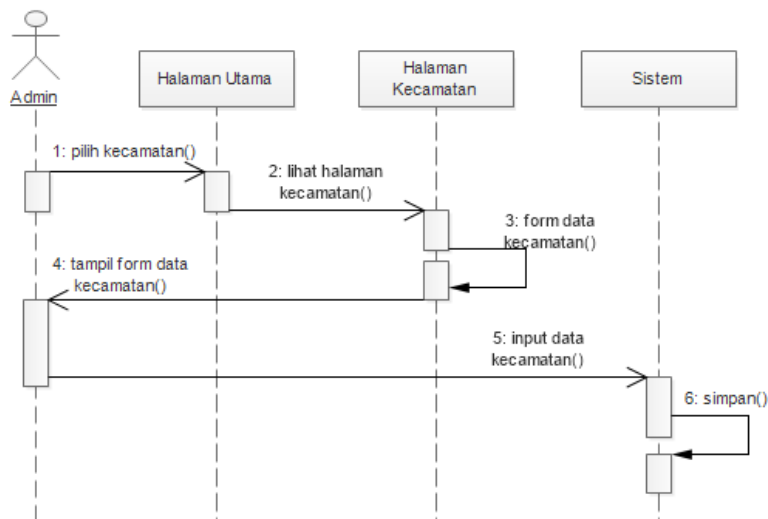 Admin
Halaman Utama
Halaman
Kecamatan
Sistem
1: pilih kecamatan()
2: lihat halaman
kecamatan()
3: form data
kecamatan()
4: tampil form data
kecamatan()
5: input data
kecamatan()
6: simpan()